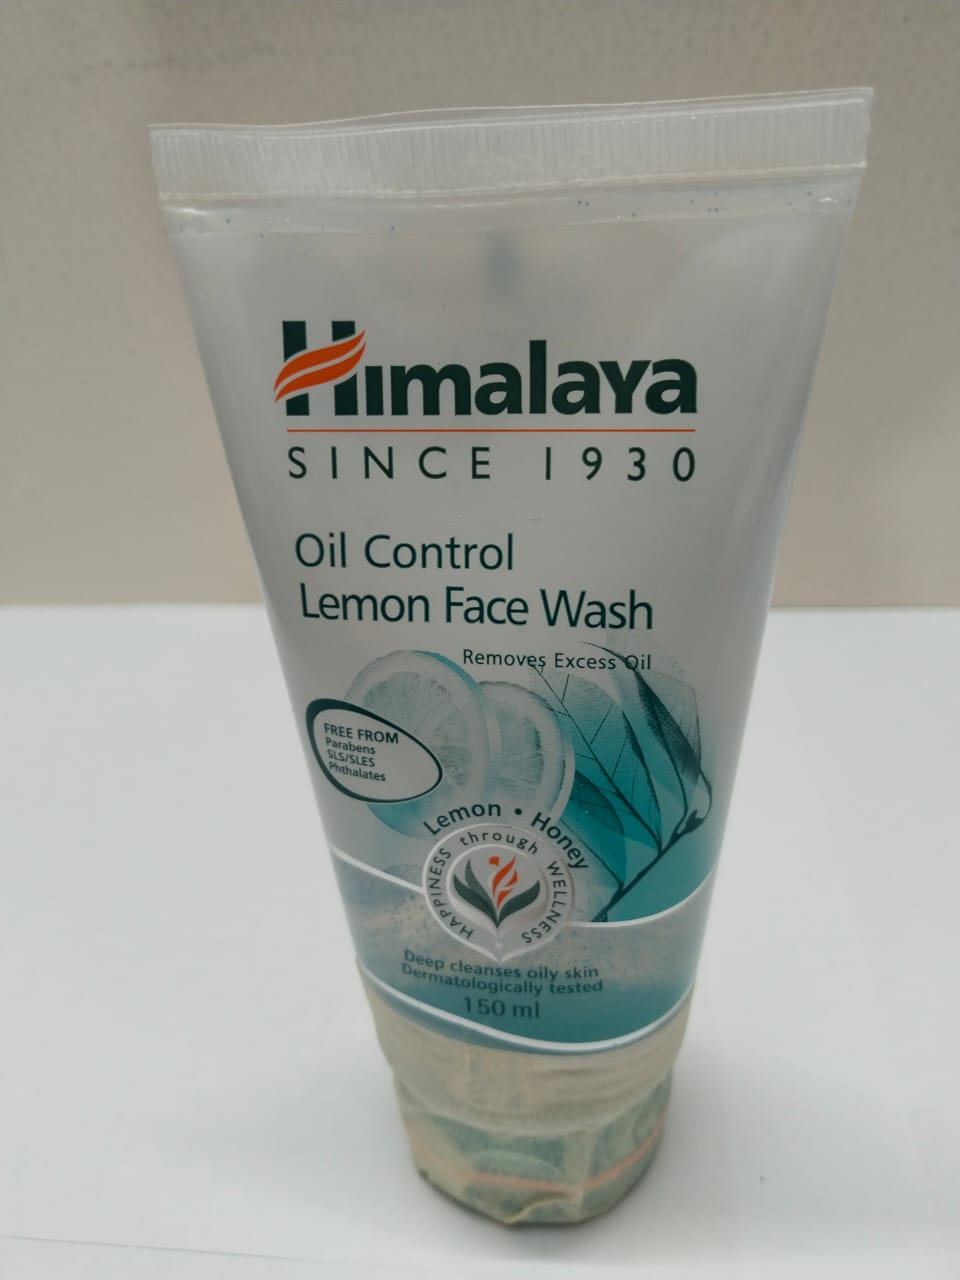 Himalaya
SINCE 1930
Oil Control
Lemon Face Wash
Removes Excess Oil
FREE FROM
Parabens
SLS/SLES
Phthalates
Lemon • Honey
HAPPINESS through WELLNESS
Deep cleanses oily skin
Dermatologically tested
150 ml